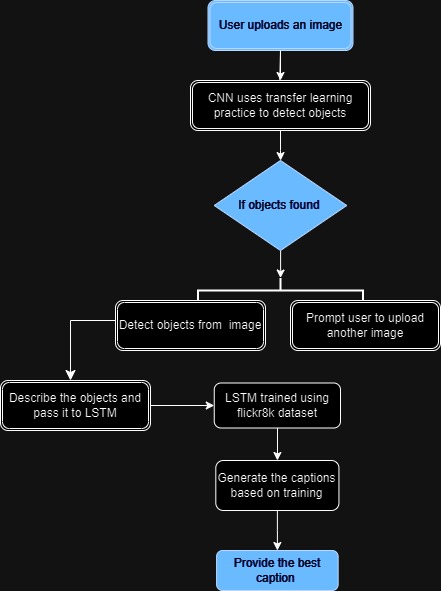 User uploads an image
CNN uses transfer learning
practice to detect objects
If objects found
Detect objects from image
Prompt user to upload
another image
Describe the objects and
pass it to LSTM
LSTM trained using
flickr8k dataset
Generate the captions
based on training
Provide the best
caption